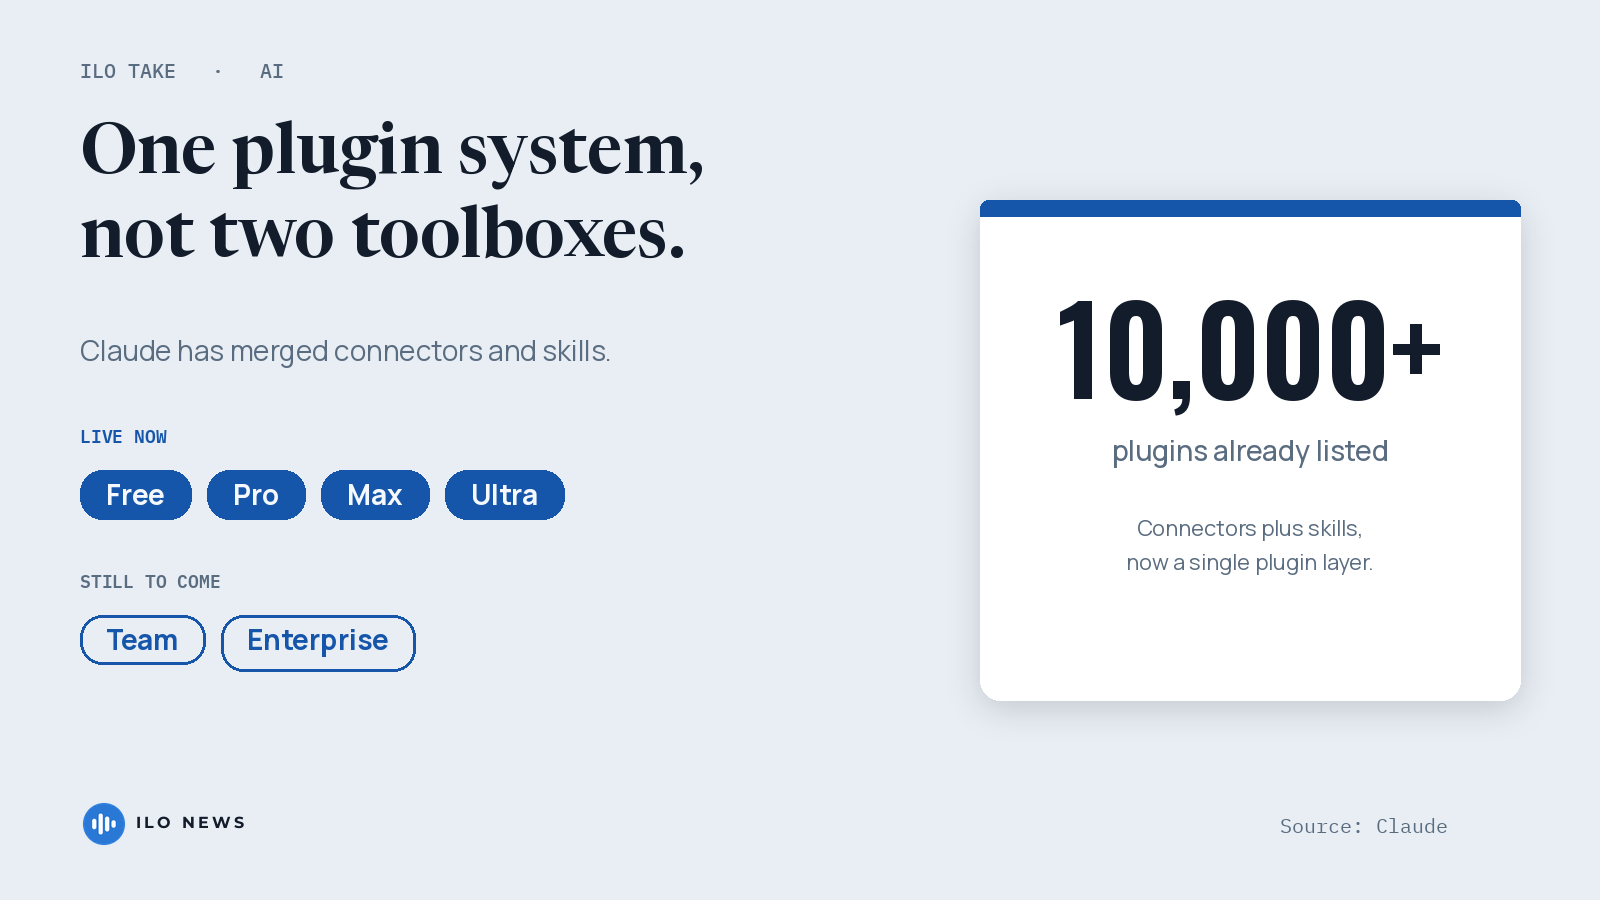 ILO TAKE · AI
One plugin system,
not two toolboxes.
Claude has merged connectors and skills.
LIVE NOW
Free Pro Max Ultra
STILL TO COME
Team Enterprise
10,000+
plugins already listed
Connectors plus skills,
now a single plugin layer.
ILO NEWS
Source: Claude